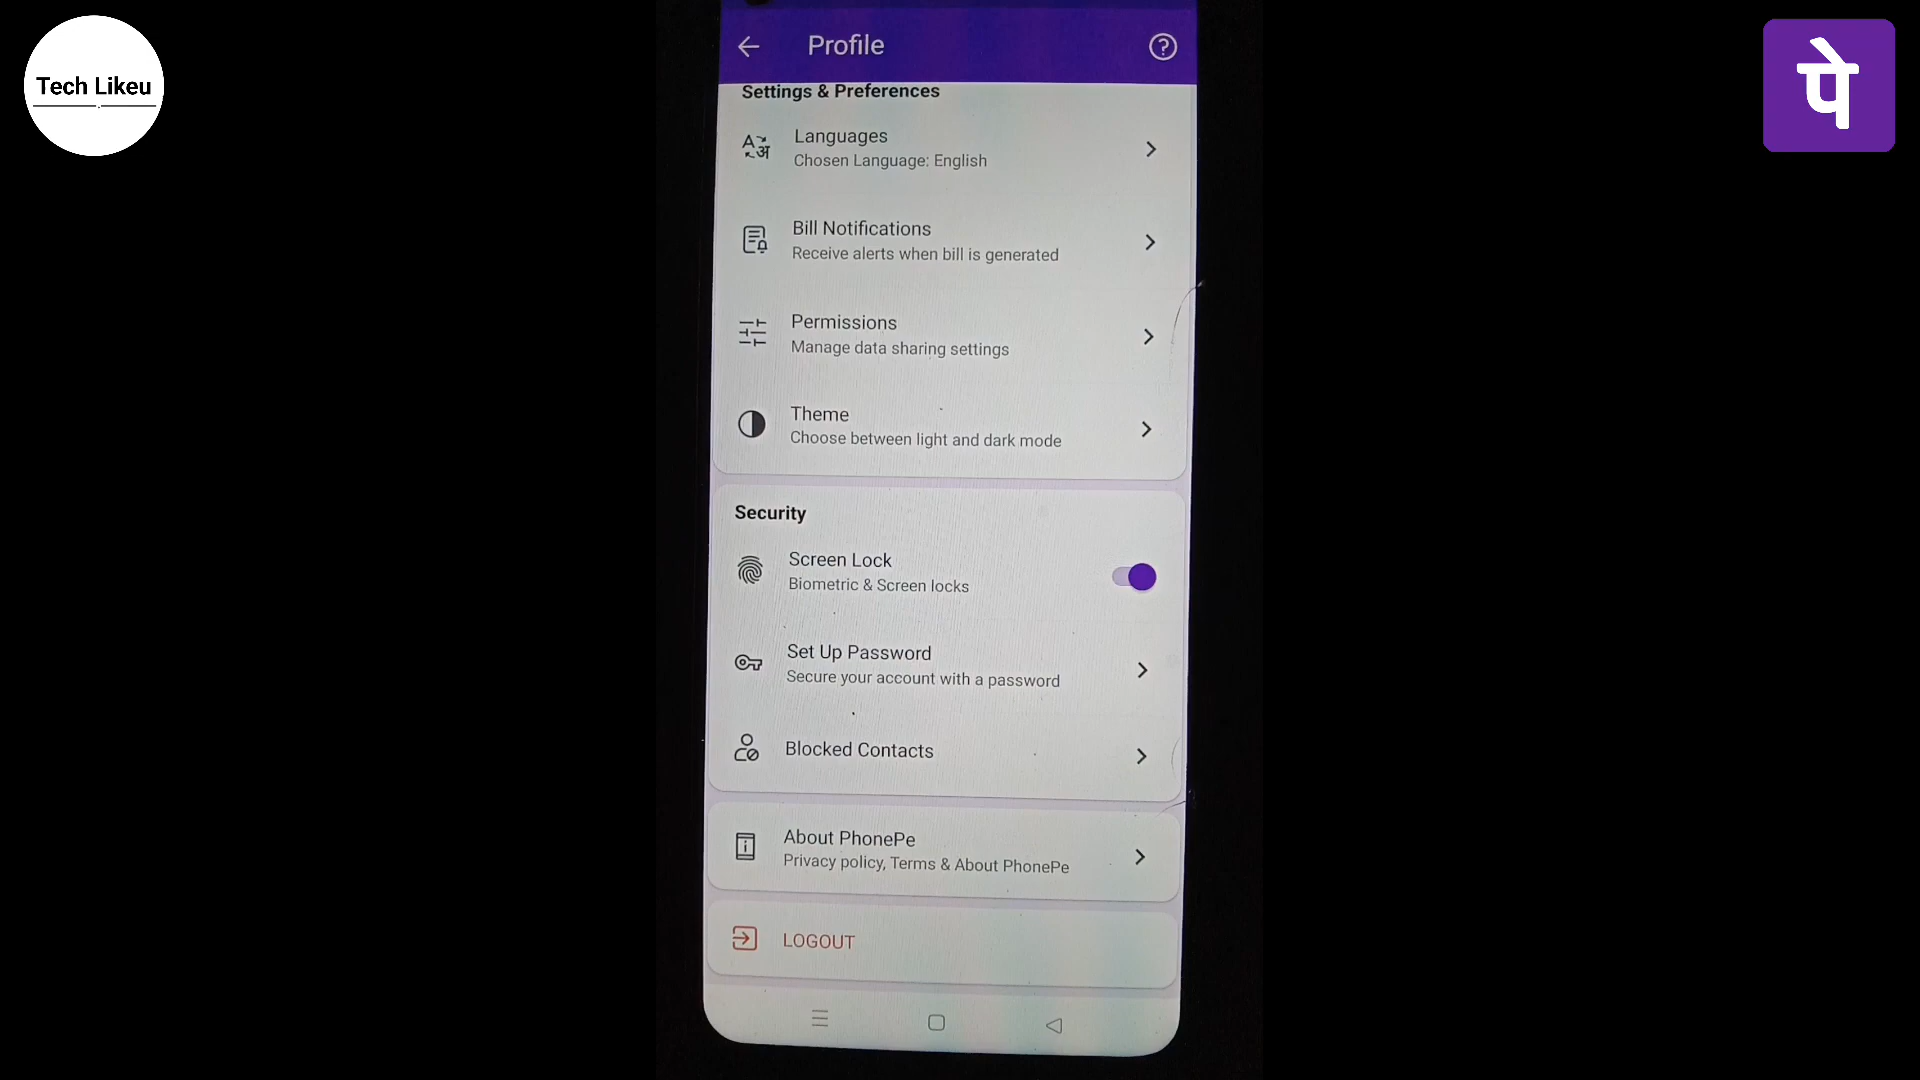 Tech Likeu
पे
Profile
Settings & Preferences
Languages
Chosen Language: English
Bill Notifications
Receive alerts when bill is generated
Permissions
Manage data sharing settings
Theme
Choose between light and dark mode
Security
Screen Lock
Biometric & Screen locks
Set Up Password
Secure your account with a password
Blocked Contacts
About PhonePe
Privacy policy, Terms & About PhonePe
LOGOUT